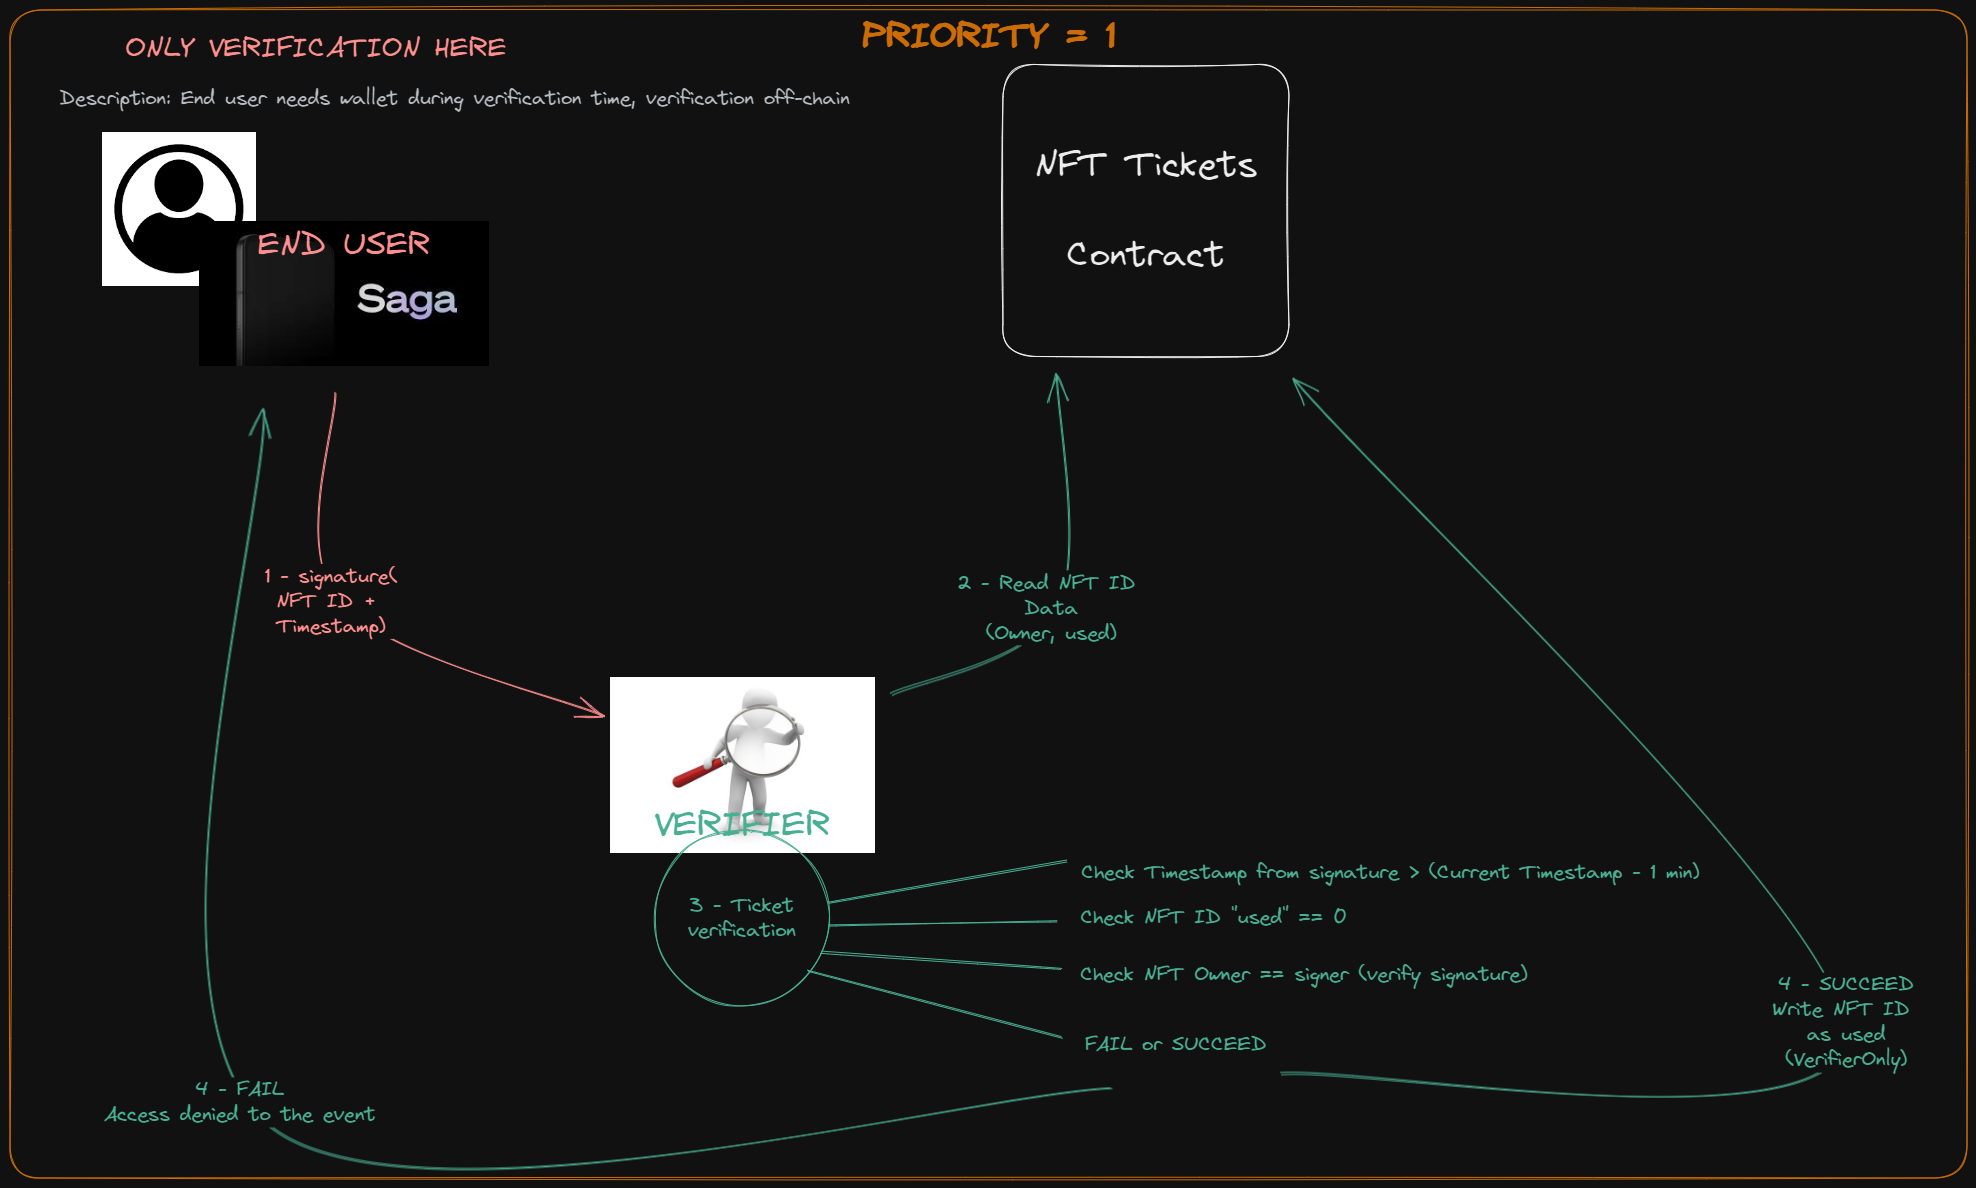 PRIORITY = 1
ONLY VERIFICATION HERE
Description: End user needs wallet during verification time, verification off-chain
END USER
Saga
NFT Tickets
Contract
1 - signature(
NFT ID +
Timestamp)
2 - Read NFT ID
Data
(Owner, used)
VERIFIER
3 - Ticket
verification
Check Timestamp from signature > (Current Timestamp - 1 min)
Check NFT ID "used" == 0
Check NFT Owner == signer (verify signature)
FAIL or SUCCEED
4 - SUCCEED
Write NFT ID
as used
(VerifierOnly)
4 - FAIL
Access denied to the event